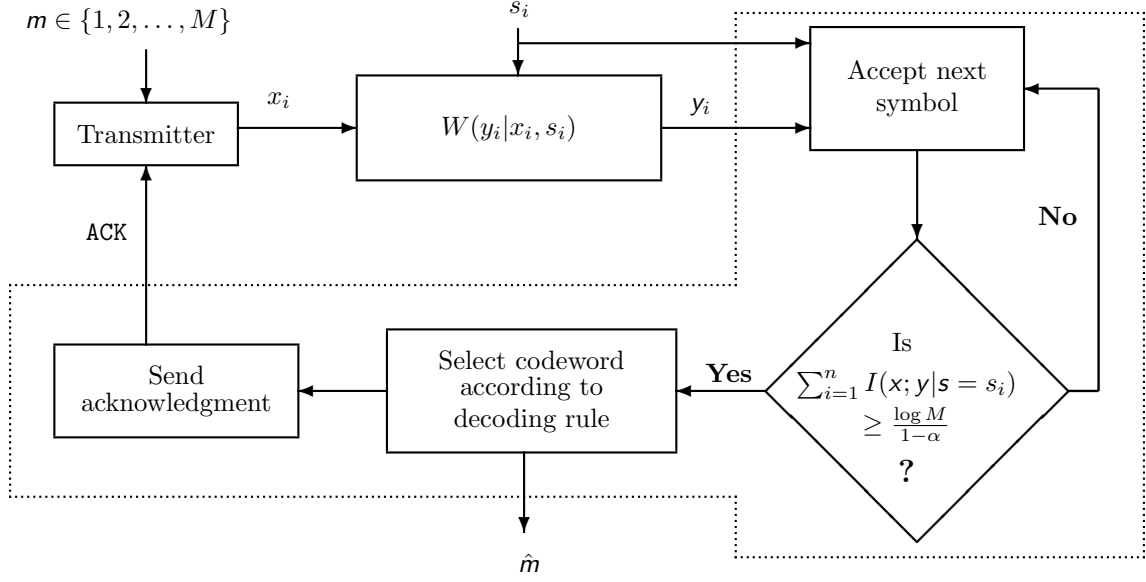 m ∈ {1, 2, . . . , M}
s_i
Accept next
symbol
x_i
Transmitter
W(y_i|x_i, s_i)
y_i
ACK
No
Is
∑_{i=1}^{n} I(x; y|s = s_i)
≥ \frac{log M}{1−α}
?
Yes
Select codeword
according to
decoding rule
Send
acknowledgment
m̂